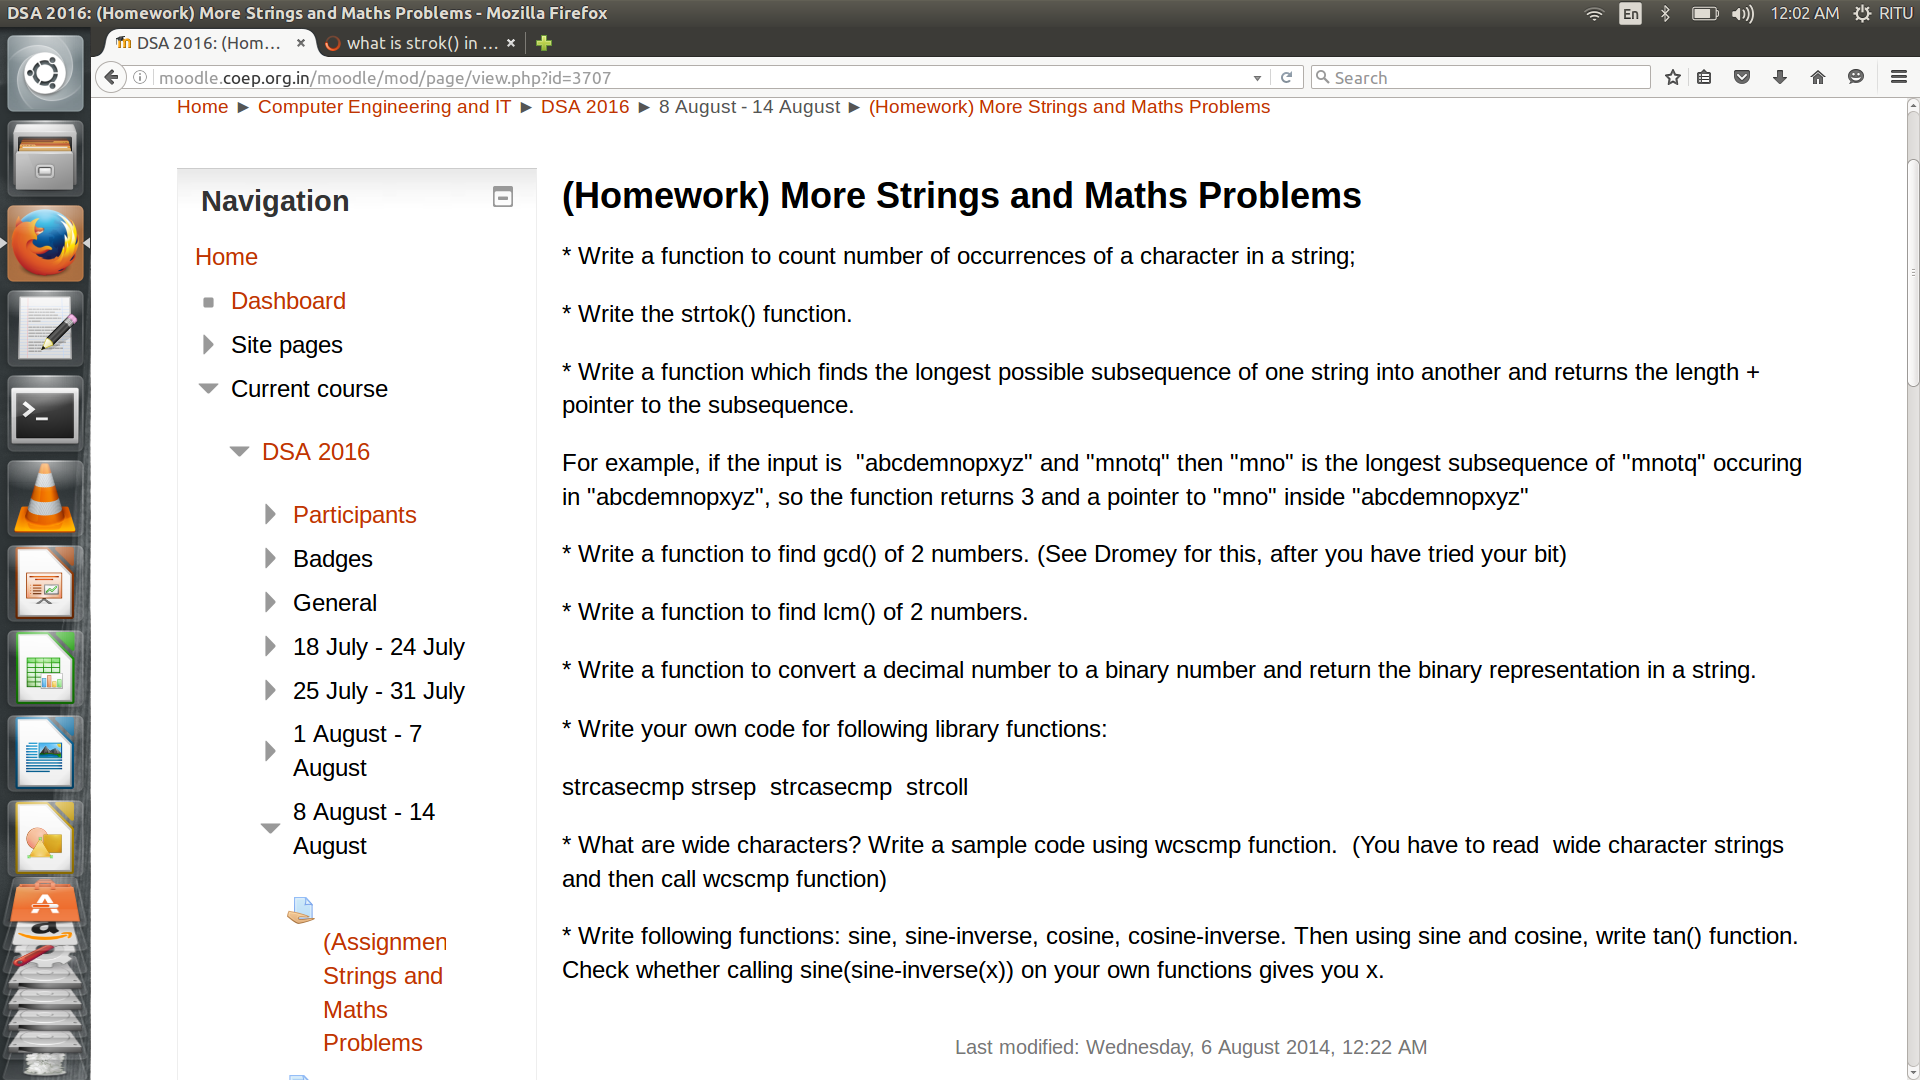 DSA 2016: (Homework) More Strings and Maths Problems - Mozilla Firefox
En
12:02 AM
RITU
DSA 2016: (Hom...
what is strok() in ...
moodle.coep.org.in/moodle/mod/page/view.php?id=3707
Search
Home ► Computer Engineering and IT ► DSA 2016 ► 8 August - 14 August ► (Homework) More Strings and Maths Problems
Navigation
Home
Dashboard
Site pages
Current course
DSA 2016
Participants
Badges
General
18 July - 24 July
25 July - 31 July
1 August - 7
August
8 August - 14
August
(Assignmen
Strings and
Maths
Problems
(Homework) More Strings and Maths Problems
* Write a function to count number of occurrences of a character in a string;
* Write the strtok() function.
* Write a function which finds the longest possible subsequence of one string into another and returns the length +
pointer to the subsequence.
For example, if the input is  "abcdemnopxyz" and "mnotq" then "mno" is the longest subsequence of "mnotq" occuring
in "abcdemnopxyz", so the function returns 3 and a pointer to "mno" inside "abcdemnopxyz"
* Write a function to find gcd() of 2 numbers. (See Dromey for this, after you have tried your bit)
* Write a function to find lcm() of 2 numbers.
* Write a function to convert a decimal number to a binary number and return the binary representation in a string.
* Write your own code for following library functions:
strcasecmp strsep  strcasecmp  strcoll
* What are wide characters? Write a sample code using wcscmp function.  (You have to read  wide character strings
and then call wcscmp function)
* Write following functions: sine, sine-inverse, cosine, cosine-inverse. Then using sine and cosine, write tan() function.
Check whether calling sine(sine-inverse(x)) on your own functions gives you x.
Last modified: Wednesday, 6 August 2014, 12:22 AM